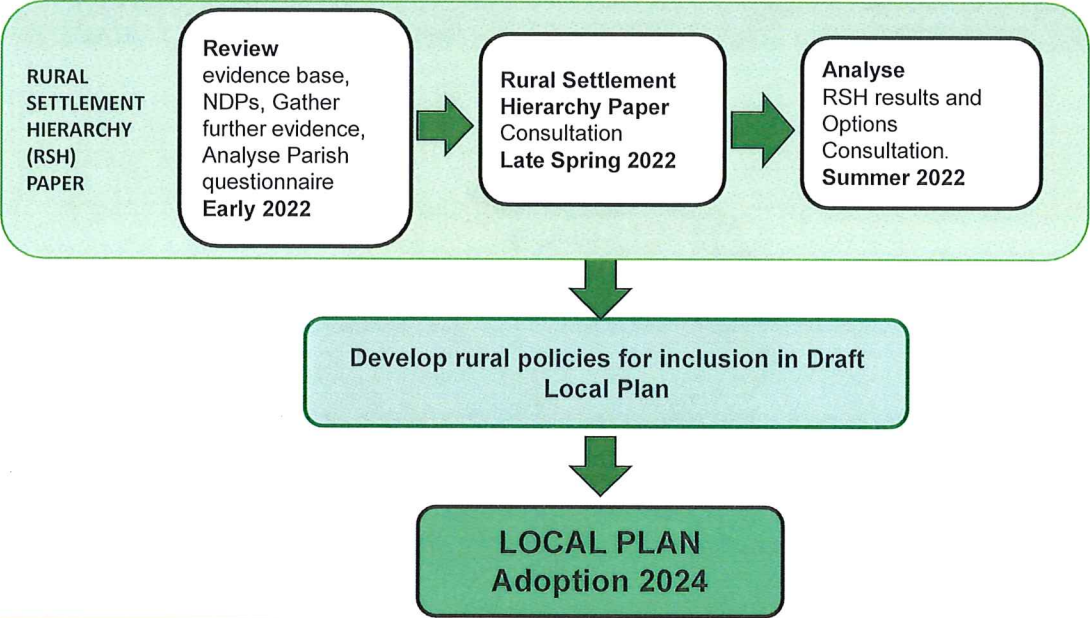 RURAL
SETTLEMENT
HIERARCHY
(RSH)
PAPER
Review
evidence base,
NDPs, Gather
further evidence,
Analyse Parish
questionnaire
Early 2022
Rural Settlement
Hierarchy Paper
Consultation
Late Spring 2022
Analyse
RSH results and
Options
Consultation.
Summer 2022
Develop rural policies for inclusion in Draft
Local Plan
LOCAL PLAN
Adoption 2024